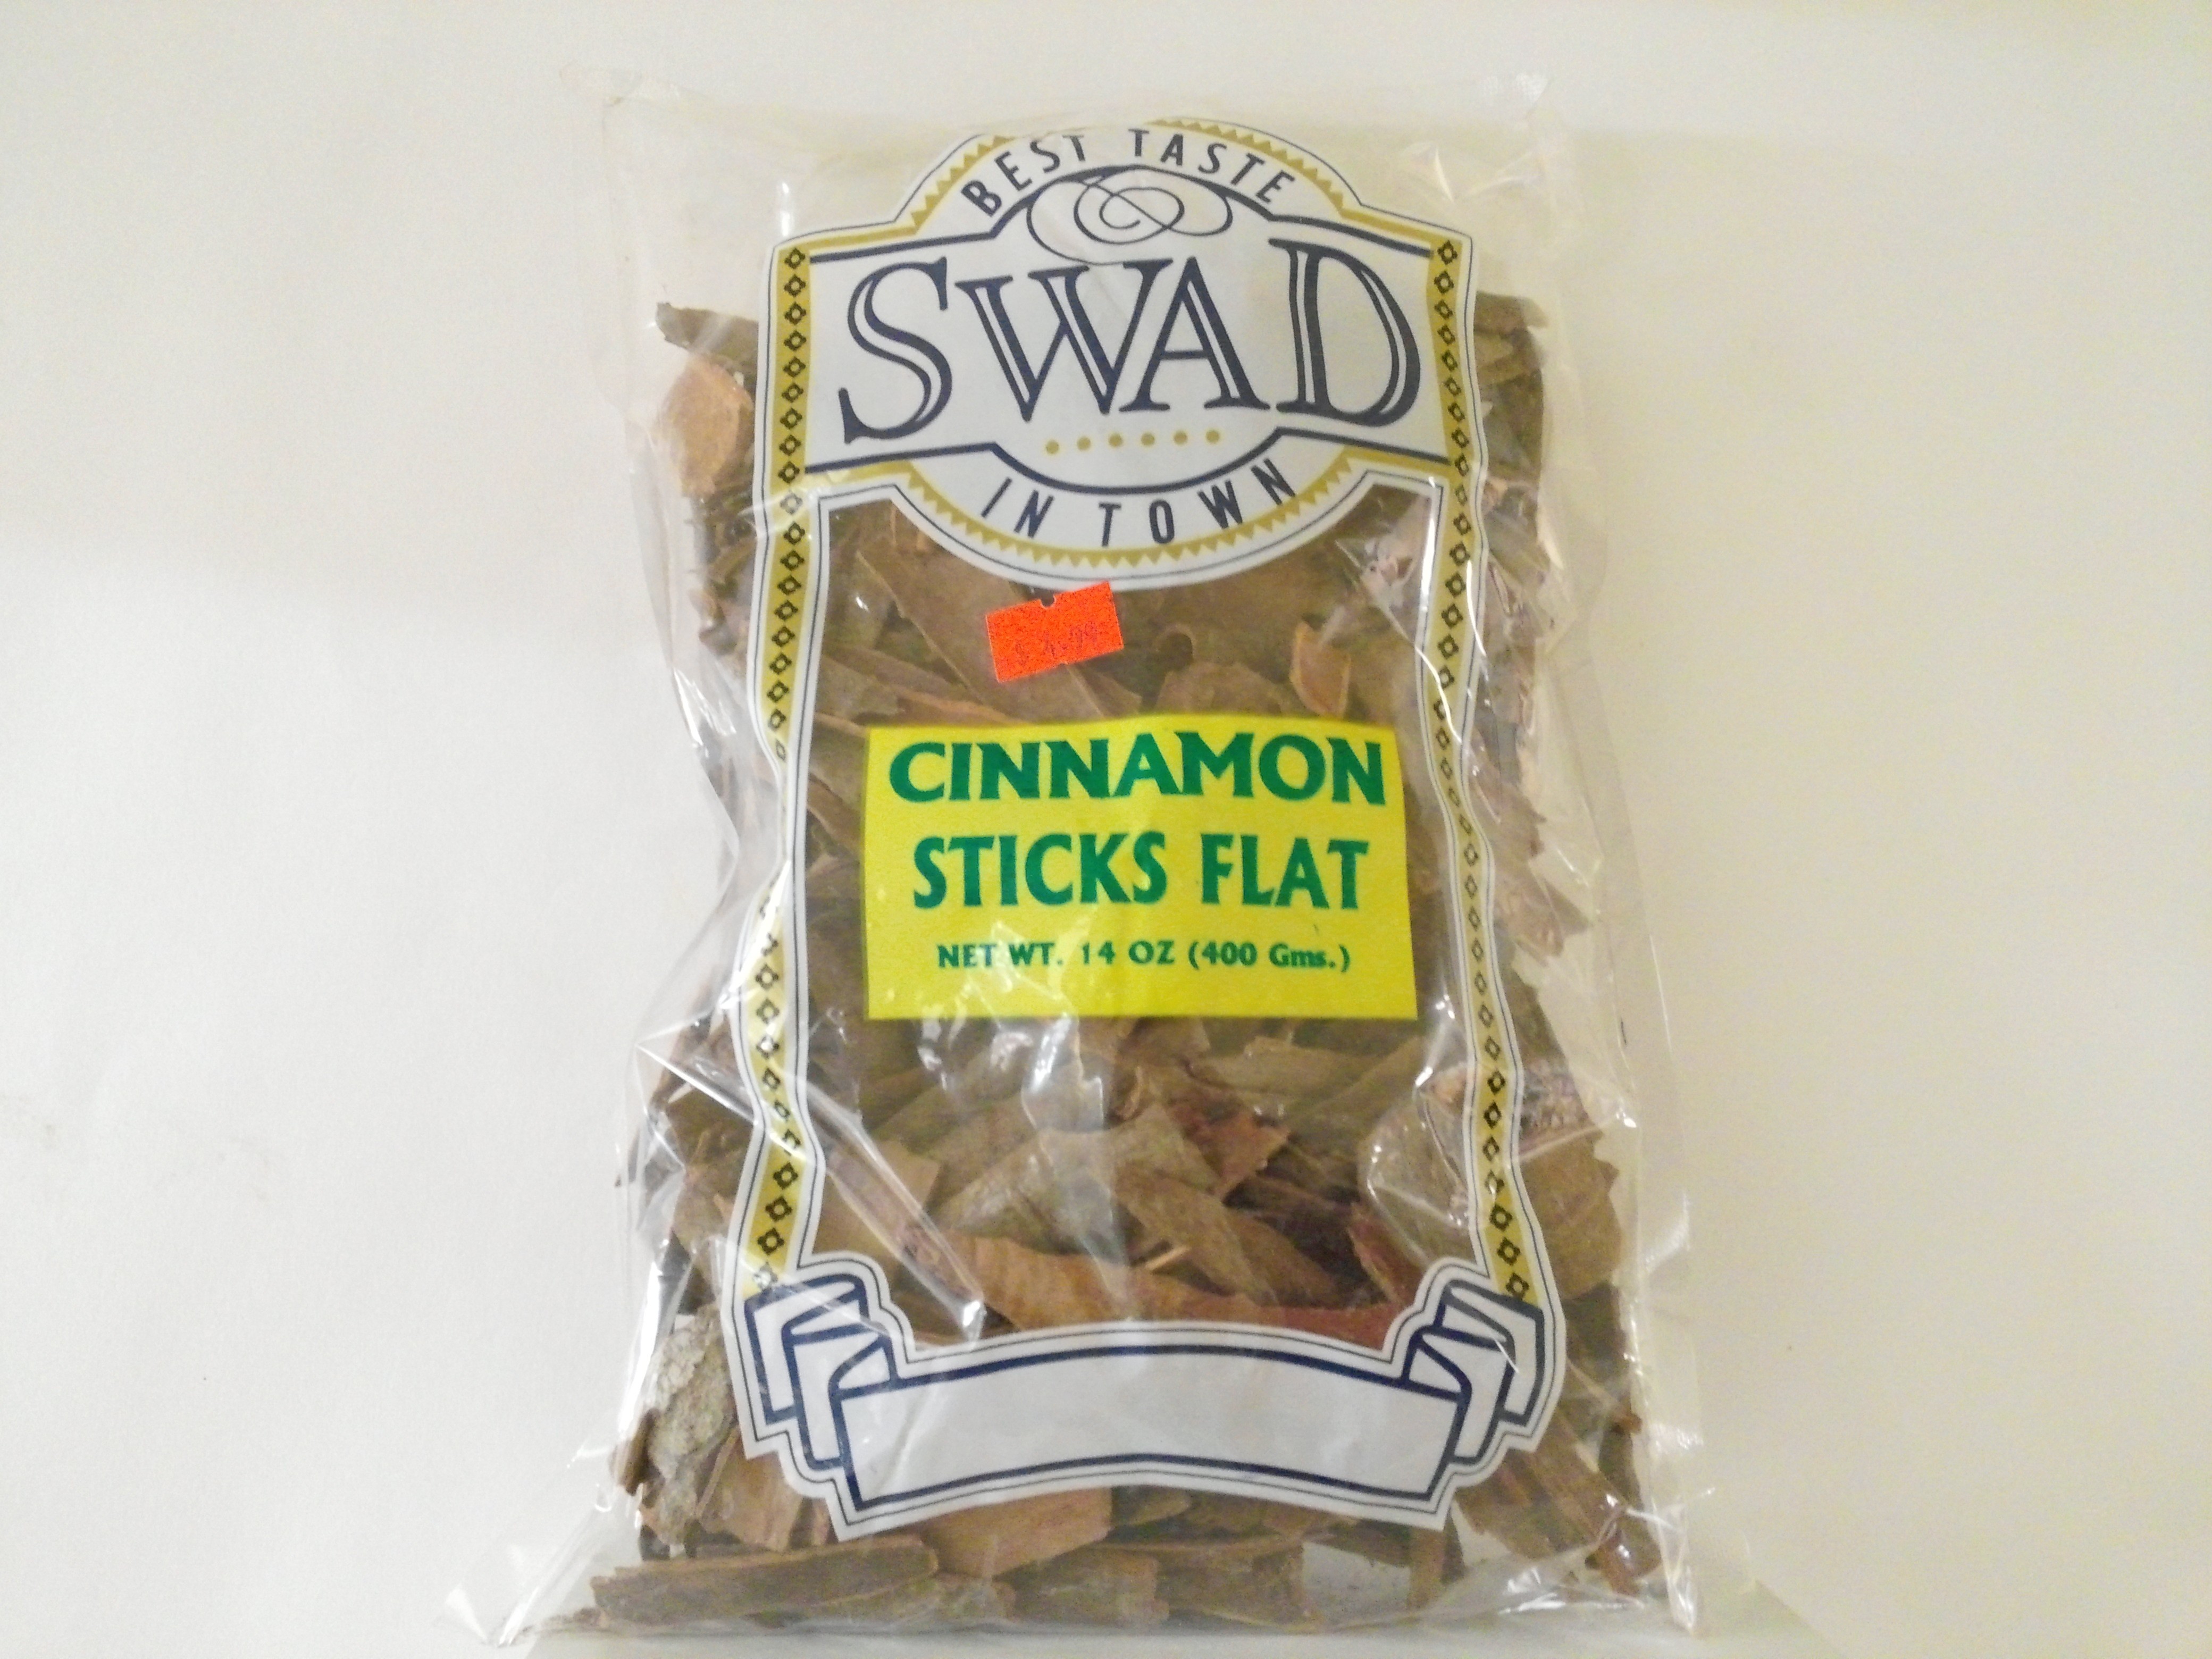 BEST TASTE
SWAD
IN TOWN
CINNAMON
STICKS FLAT
NET WT. 14 OZ (400 Gms.)